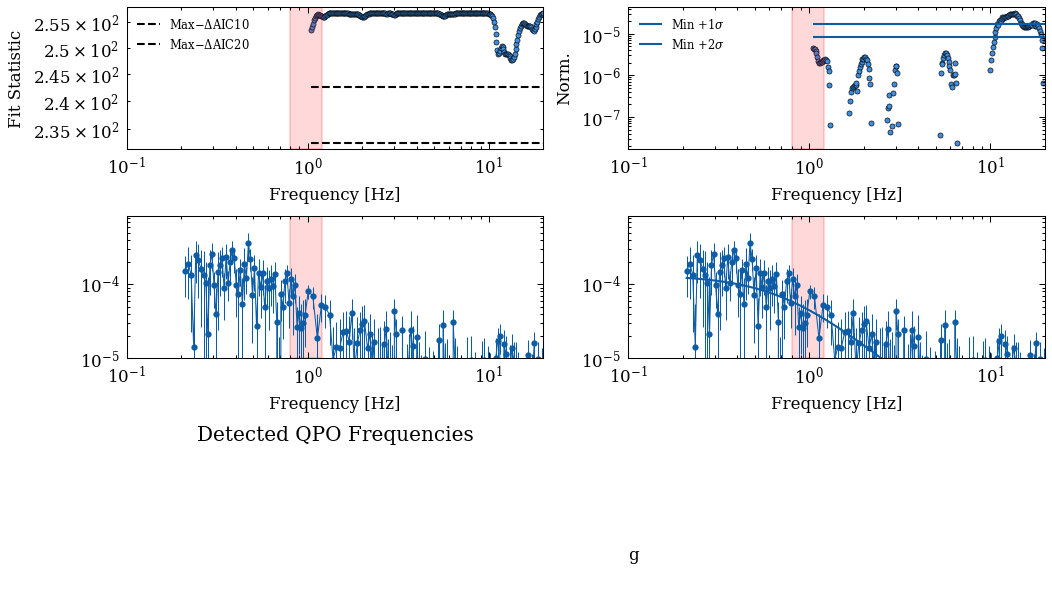 Fit Statistic
2.55 × 10²
2.5 × 10²
2.45 × 10²
2.4 × 10²
2.35 × 10²
Max−ΔAIC10
Max−ΔAIC20
10⁻¹ 10⁰ 10¹
Frequency [Hz]
Norm.
10⁻⁵
10⁻⁶
10⁻⁷
Min +1σ
Min +2σ
10⁻¹ 10⁰ 10¹
Frequency [Hz]
10⁻⁴
10⁻⁵
10⁻¹ 10⁰ 10¹
Frequency [Hz]
10⁻⁴
10⁻⁵
10⁻¹ 10⁰ 10¹
Frequency [Hz]
Detected QPO Frequencies
g